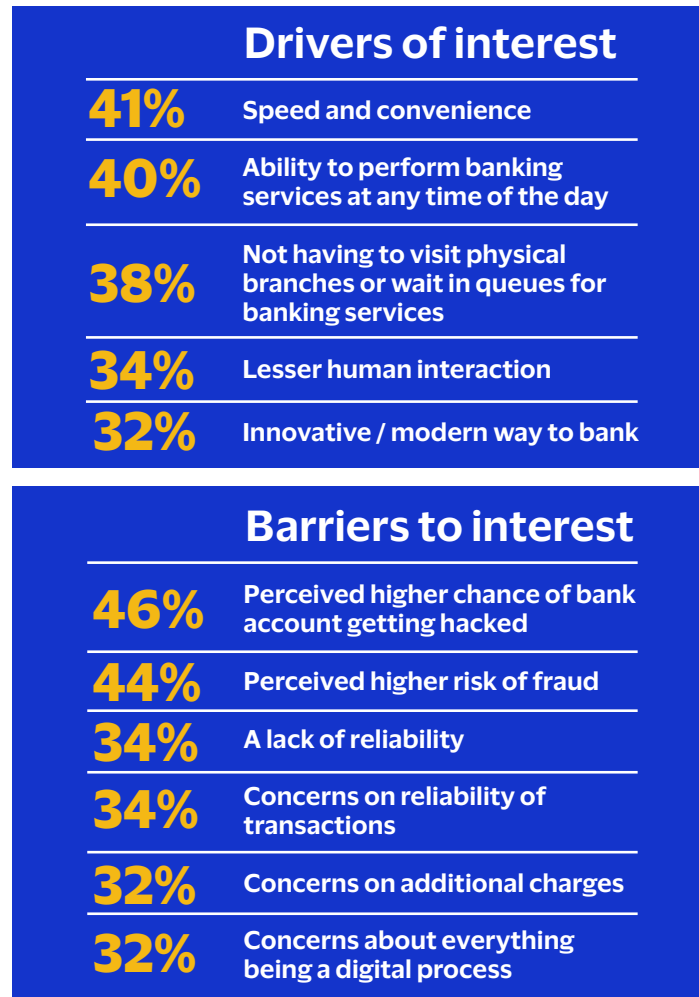 Drivers of interest
41%
Speed and convenience
40%
Ability to perform banking
services at any time of the day
38%
Not having to visit physical
branches or wait in queues for
banking services
34%
Lesser human interaction
32%
Innovative / modern way to bank
Barriers to interest
46%
Perceived higher chance of bank
account getting hacked
44%
Perceived higher risk of fraud
34%
A lack of reliability
34%
Concerns on reliability of
transactions
32%
Concerns on additional charges
32%
Concerns about everything
being a digital process